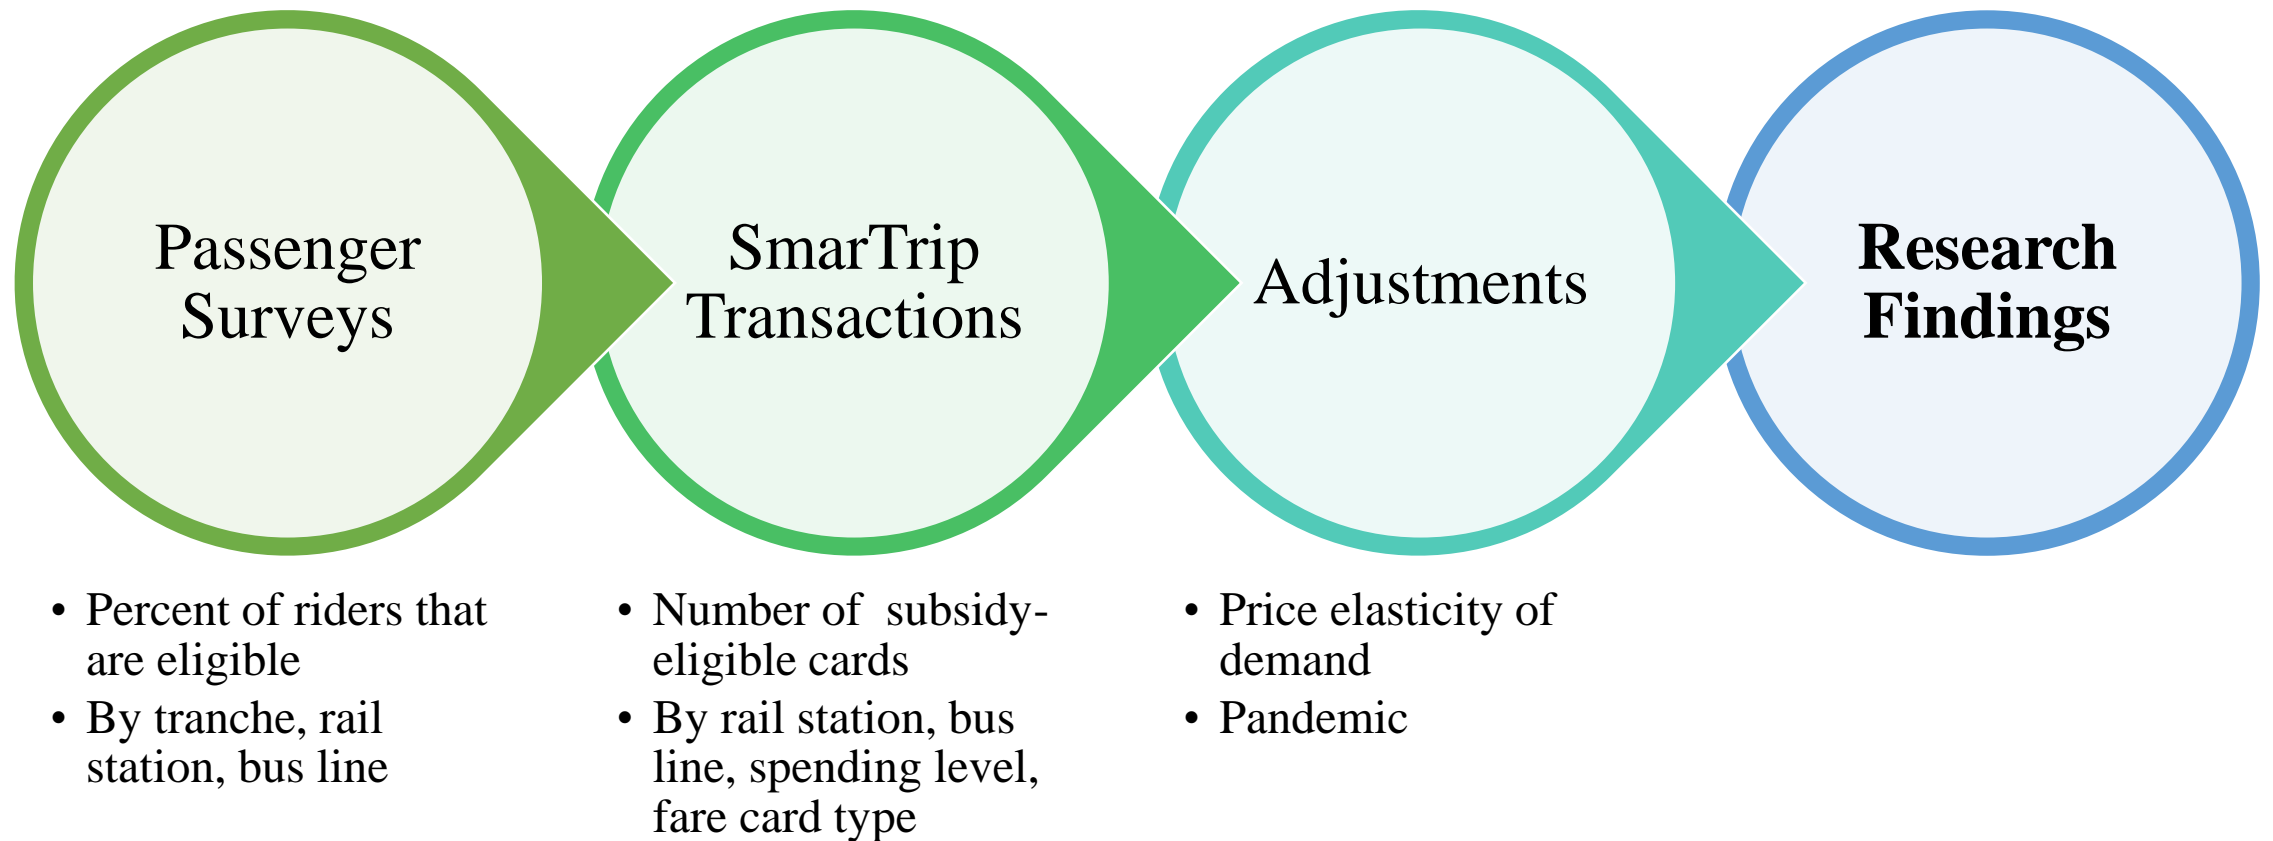 Passenger
Surveys
SmarTrip
Transactions
Adjustments
Research
Findings
• Percent of riders that
are eligible
• By tranche, rail
station, bus line
• Number of  subsidy-
eligible cards
• By rail station, bus
line, spending level,
fare card type
• Price elasticity of
demand
• Pandemic